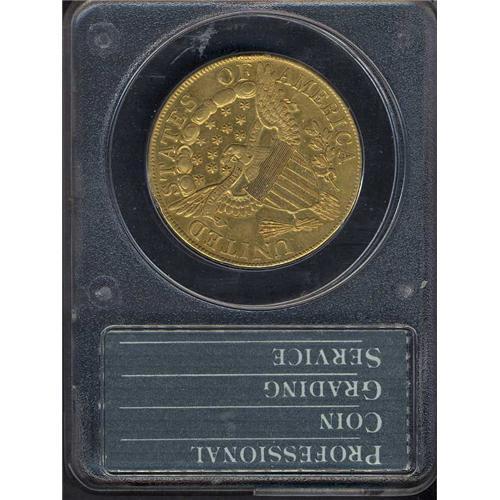 UNITED STATES OF AMERICA
PROFESSIONAL
COIN
GRADING
SERVICE